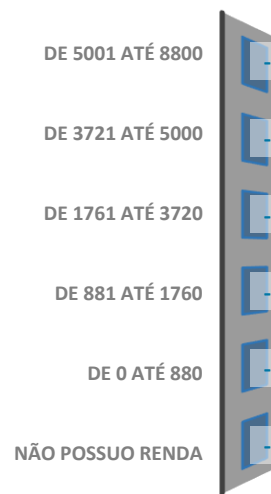 DE 5001 ATÉ 8800
DE 3721 ATÉ 5000
DE 1761 ATÉ 3720
DE 881 ATÉ 1760
DE 0 ATÉ 880
NÃO POSSUO RENDA